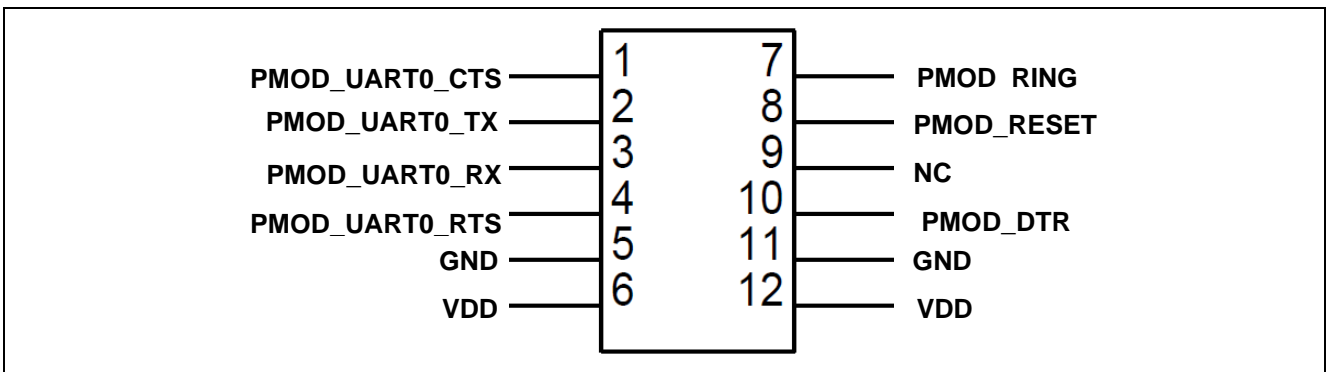 PMOD_UART0_CTS 1 7 PMOD RING
PMOD_UART0_TX 2 8 PMOD_RESET
PMOD_UART0_RX 3 9 NC
PMOD_UART0_RTS 4 10 PMOD_DTR
GND 5 11 GND
VDD 6 12 VDD